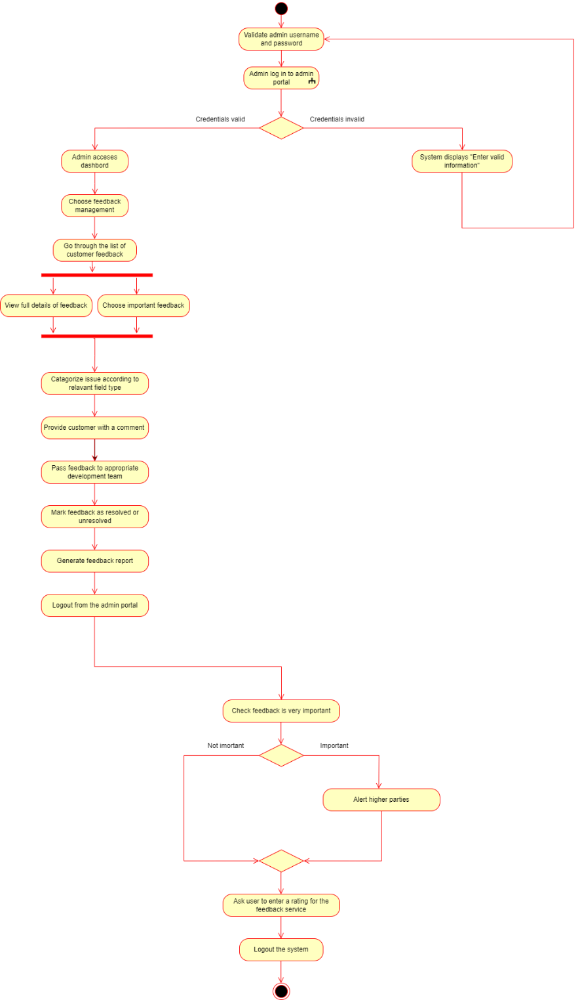 Validate admin username
and password
Admin log in to admin
portal
Credentials valid
Credentials invalid
Admin acceses
dashbord
System displays "Enter valid
information"
Choose feedback
management
Go through the list of
customer feedback
View full details of feedback
Choose important feedback
Catagorize issue according to
relavant field type
Provide customer with a comment
Pass feedback to appropriate
development team
Mark feedback as resolved or
unresolved
Generate feedback report
Logout from the admin portal
Check feedback is very important
Not imortant
Important
Alert higher parties
Ask user to enter a rating for the
feedback service
Logout the system